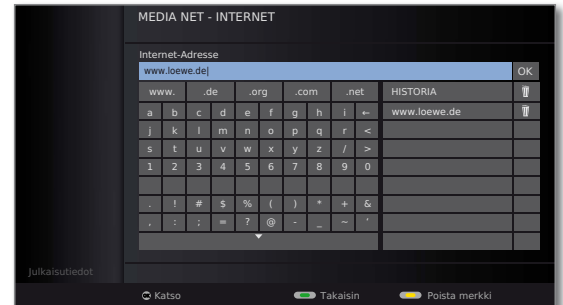 MEDIA NET - INTERNET
Internet-Adresse
www.loewe.de
OK
www. .de .org .com .net HISTORIA
a b c d e f g h i ← www.loewe.de
j k l m n o p q r <
s t u v w x y z / >
1 2 3 4 5 6 7 8 9 0
. ! # $ % ( ) * + &
, : ; = ? @ - _ ~ '
Julkaisutiedot
OK Katso Takaisin Poista merkki